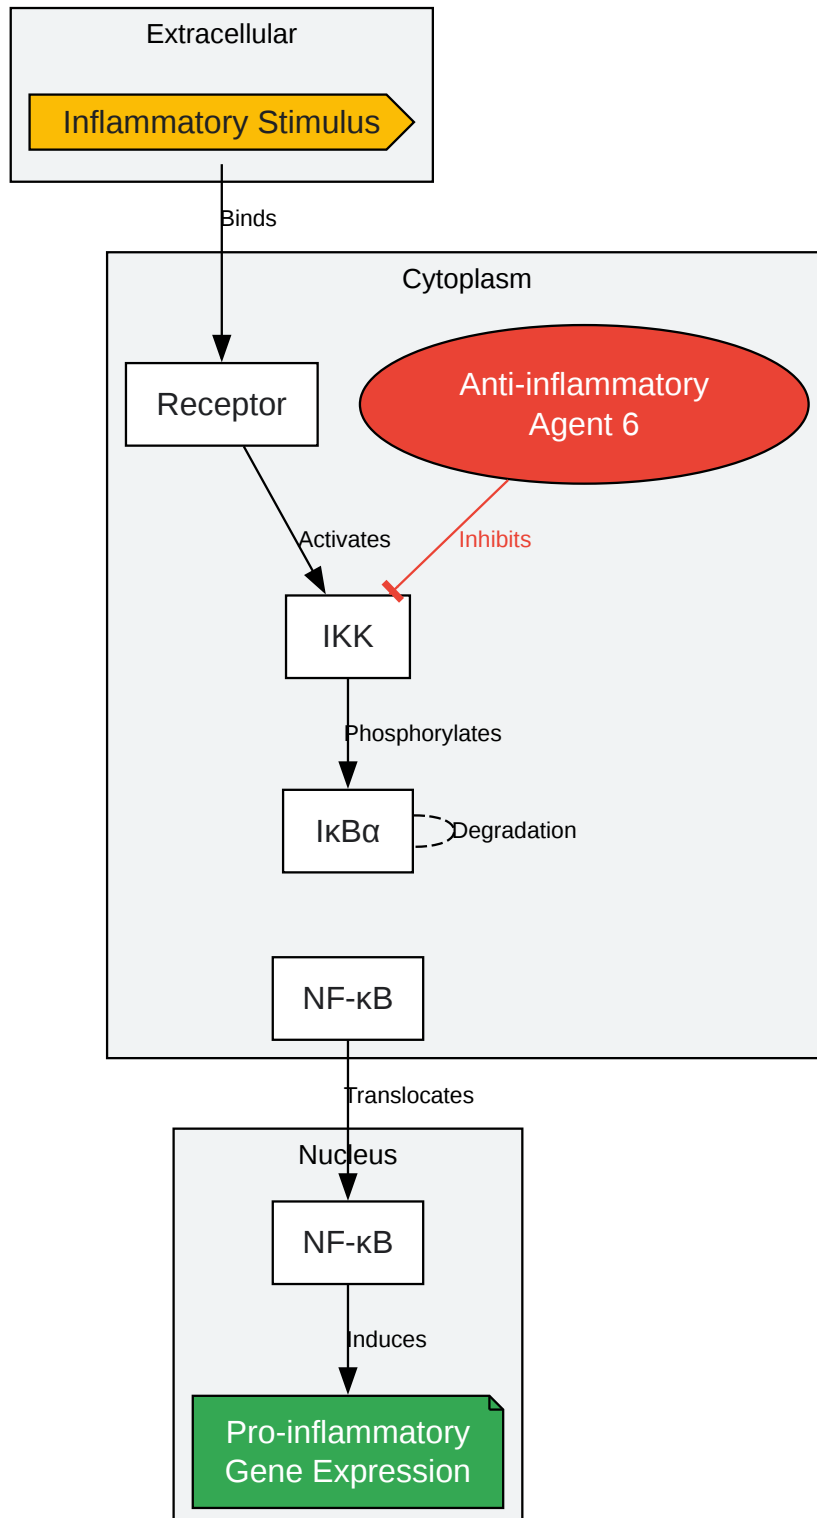 Extracellular
Inflammatory Stimulus
Binds
Cytoplasm
Receptor
Anti-inflammatory
Agent 6
Activates
Inhibits
IKK
Phosphorylates
IκBα
Degradation
NF-κB
Translocates
Nucleus
NF-κB
Induces
Pro-inflammatory
Gene Expression